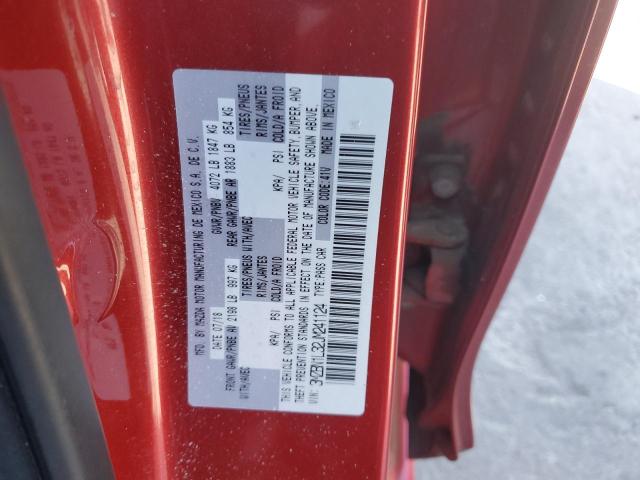 MFD. BY MAZDA MOTOR MANUFACTURING DE MEXICO S.A. DE C.V.
DATE 07/18 GVWR/PNBV 4072 LB 1847 KG
FRONT GAWR/PNBE AV 2198 LB 997 KG REAR GAWR/PNBE AR 1883 LB 854 KG
WITH/AVEC TIRES/PNEUS WITH/AVEC TIRES/PNEUS
RIMS/JANTES RIMS/JANTES
KPA/ PSI COLD/A FROID KPA/ PSI COLD/A FROID
THIS VEHICLE CONFORMS TO ALL APPLICABLE FEDERAL MOTOR VEHICLE SAFETY, BUMPER, AND
THEFT PREVENTION STANDARDS IN EFFECT ON THE DATE OF MANUFACTURE SHOWN ABOVE.
VIN: 3MZBN1L32JM241124 TYPE:PASS.CAR COLOR CODE:41V MADE IN MEXICO